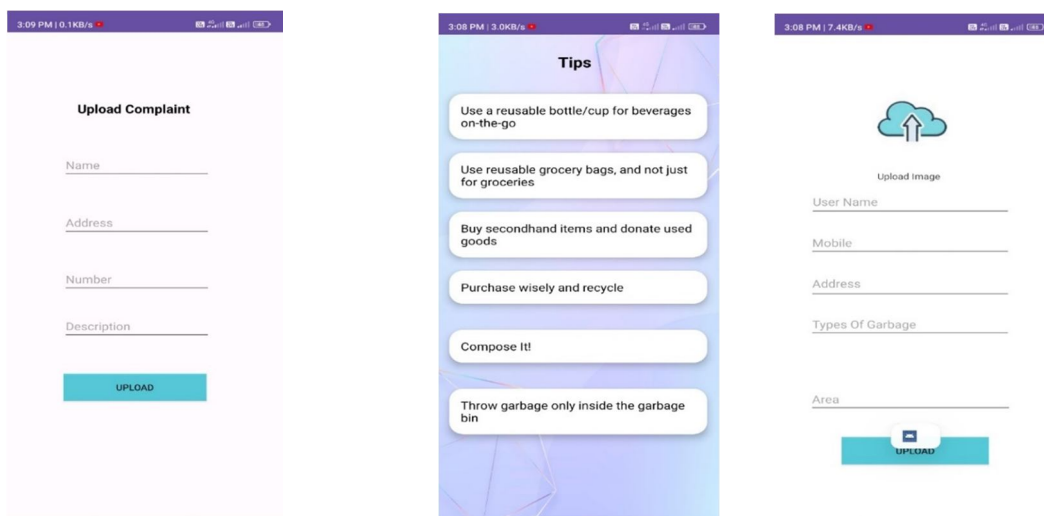 3:09 PM | 0.1KB/s
Upload Complaint
Name
Address
Number
Description
UPLOAD
3:08 PM | 3.0KB/s
Tips
Use a reusable bottle/cup for beverages
on-the-go
Use reusable grocery bags, and not just
for groceries
Buy secondhand items and donate used
goods
Purchase wisely and recycle
Compose It!
Throw garbage only inside the garbage
bin
3:08 PM | 7.4KB/s
Upload Image
User Name
Mobile
Address
Types Of Garbage
Area
UPLOAD